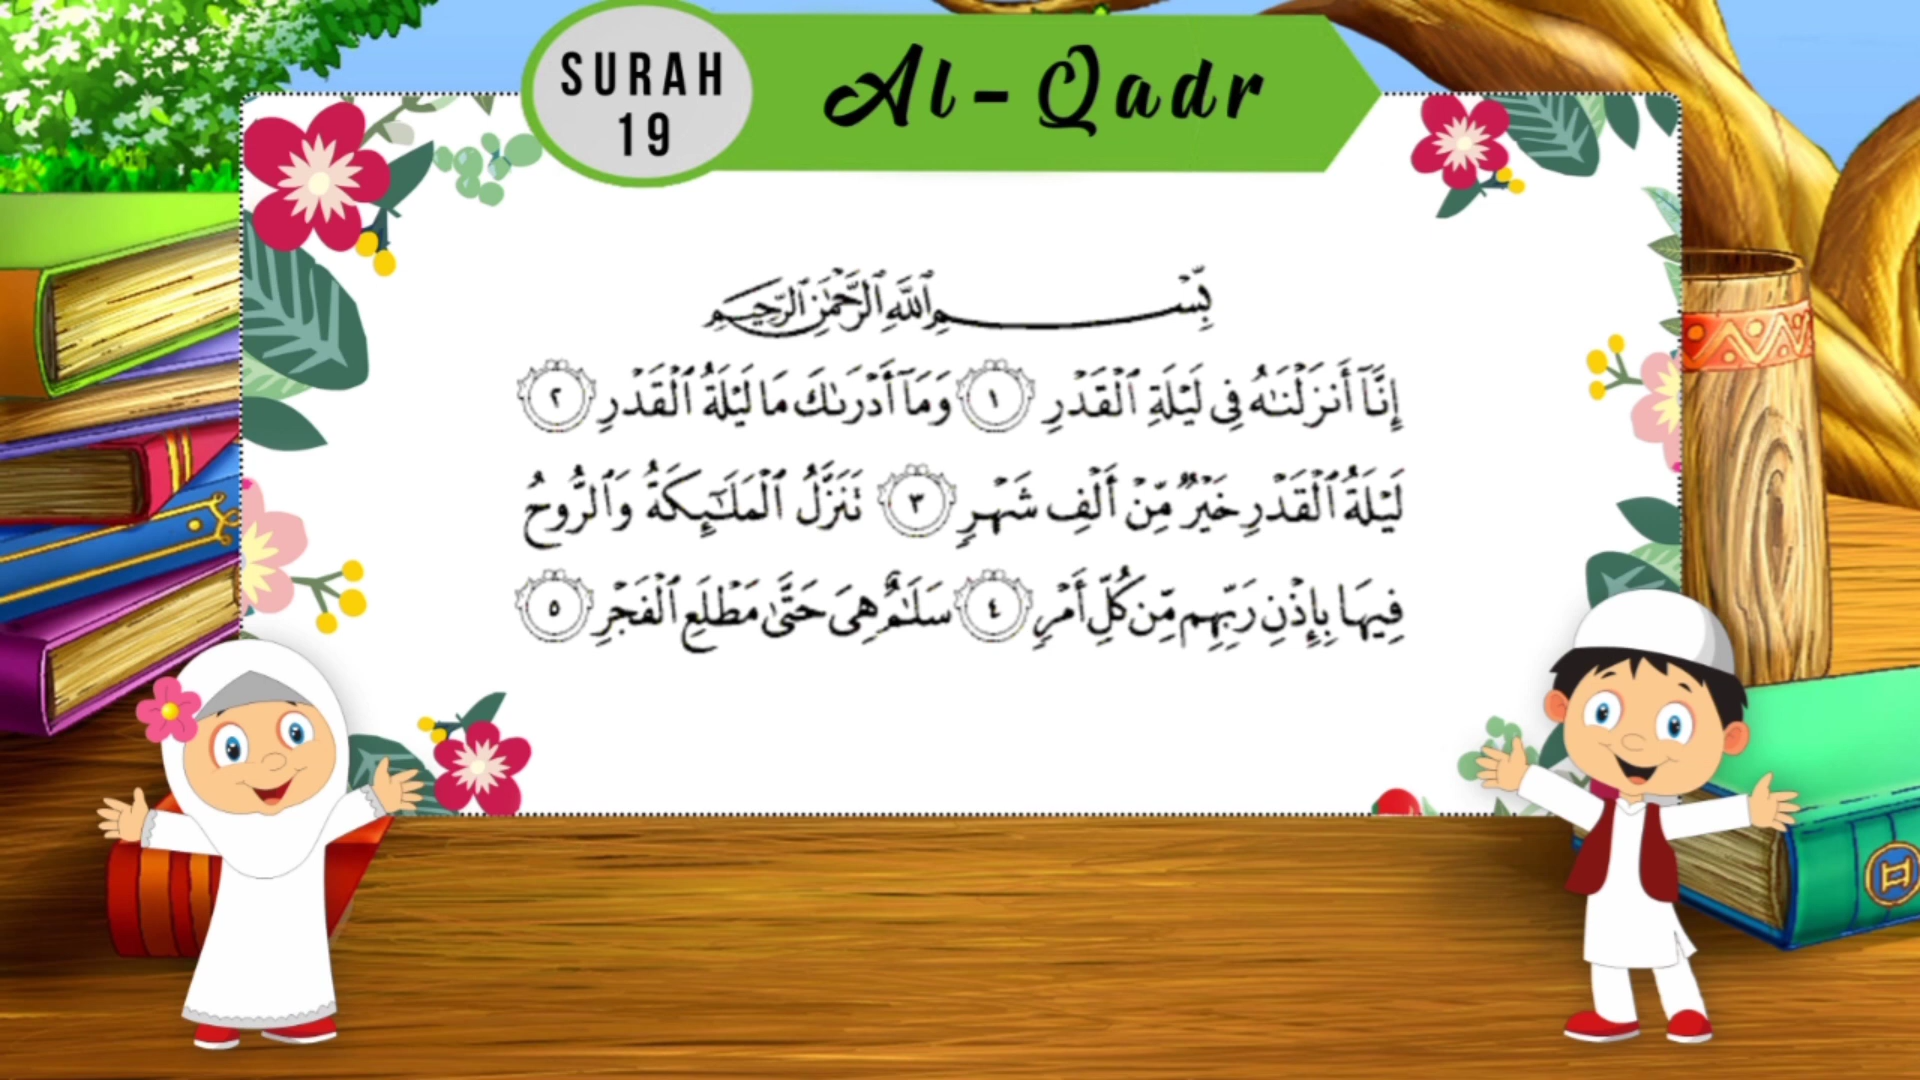 SURAH
19
Al-Qadr
بِسْمِ ٱللَّهِ ٱلرَّحْمَٰنِ ٱلرَّحِيمِ
إِنَّآ أَنزَلْنَٰهُ فِى لَيْلَةِ ٱلْقَدْرِ ١ وَمَآ أَدْرَىٰكَ مَا لَيْلَةُ ٱلْقَدْرِ ٢
لَيْلَةُ ٱلْقَدْرِ خَيْرٌ مِّنْ أَلْفِ شَهْرٍ ٣ تَنَزَّلُ ٱلْمَلَٰٓئِكَةُ وَٱلرُّوحُ
فِيهَا بِإِذْنِ رَبِّهِم مِّن كُلِّ أَمْرٍ ٤ سَلَٰمٌ هِىَ حَتَّىٰ مَطْلَعِ ٱلْفَجْرِ ٥